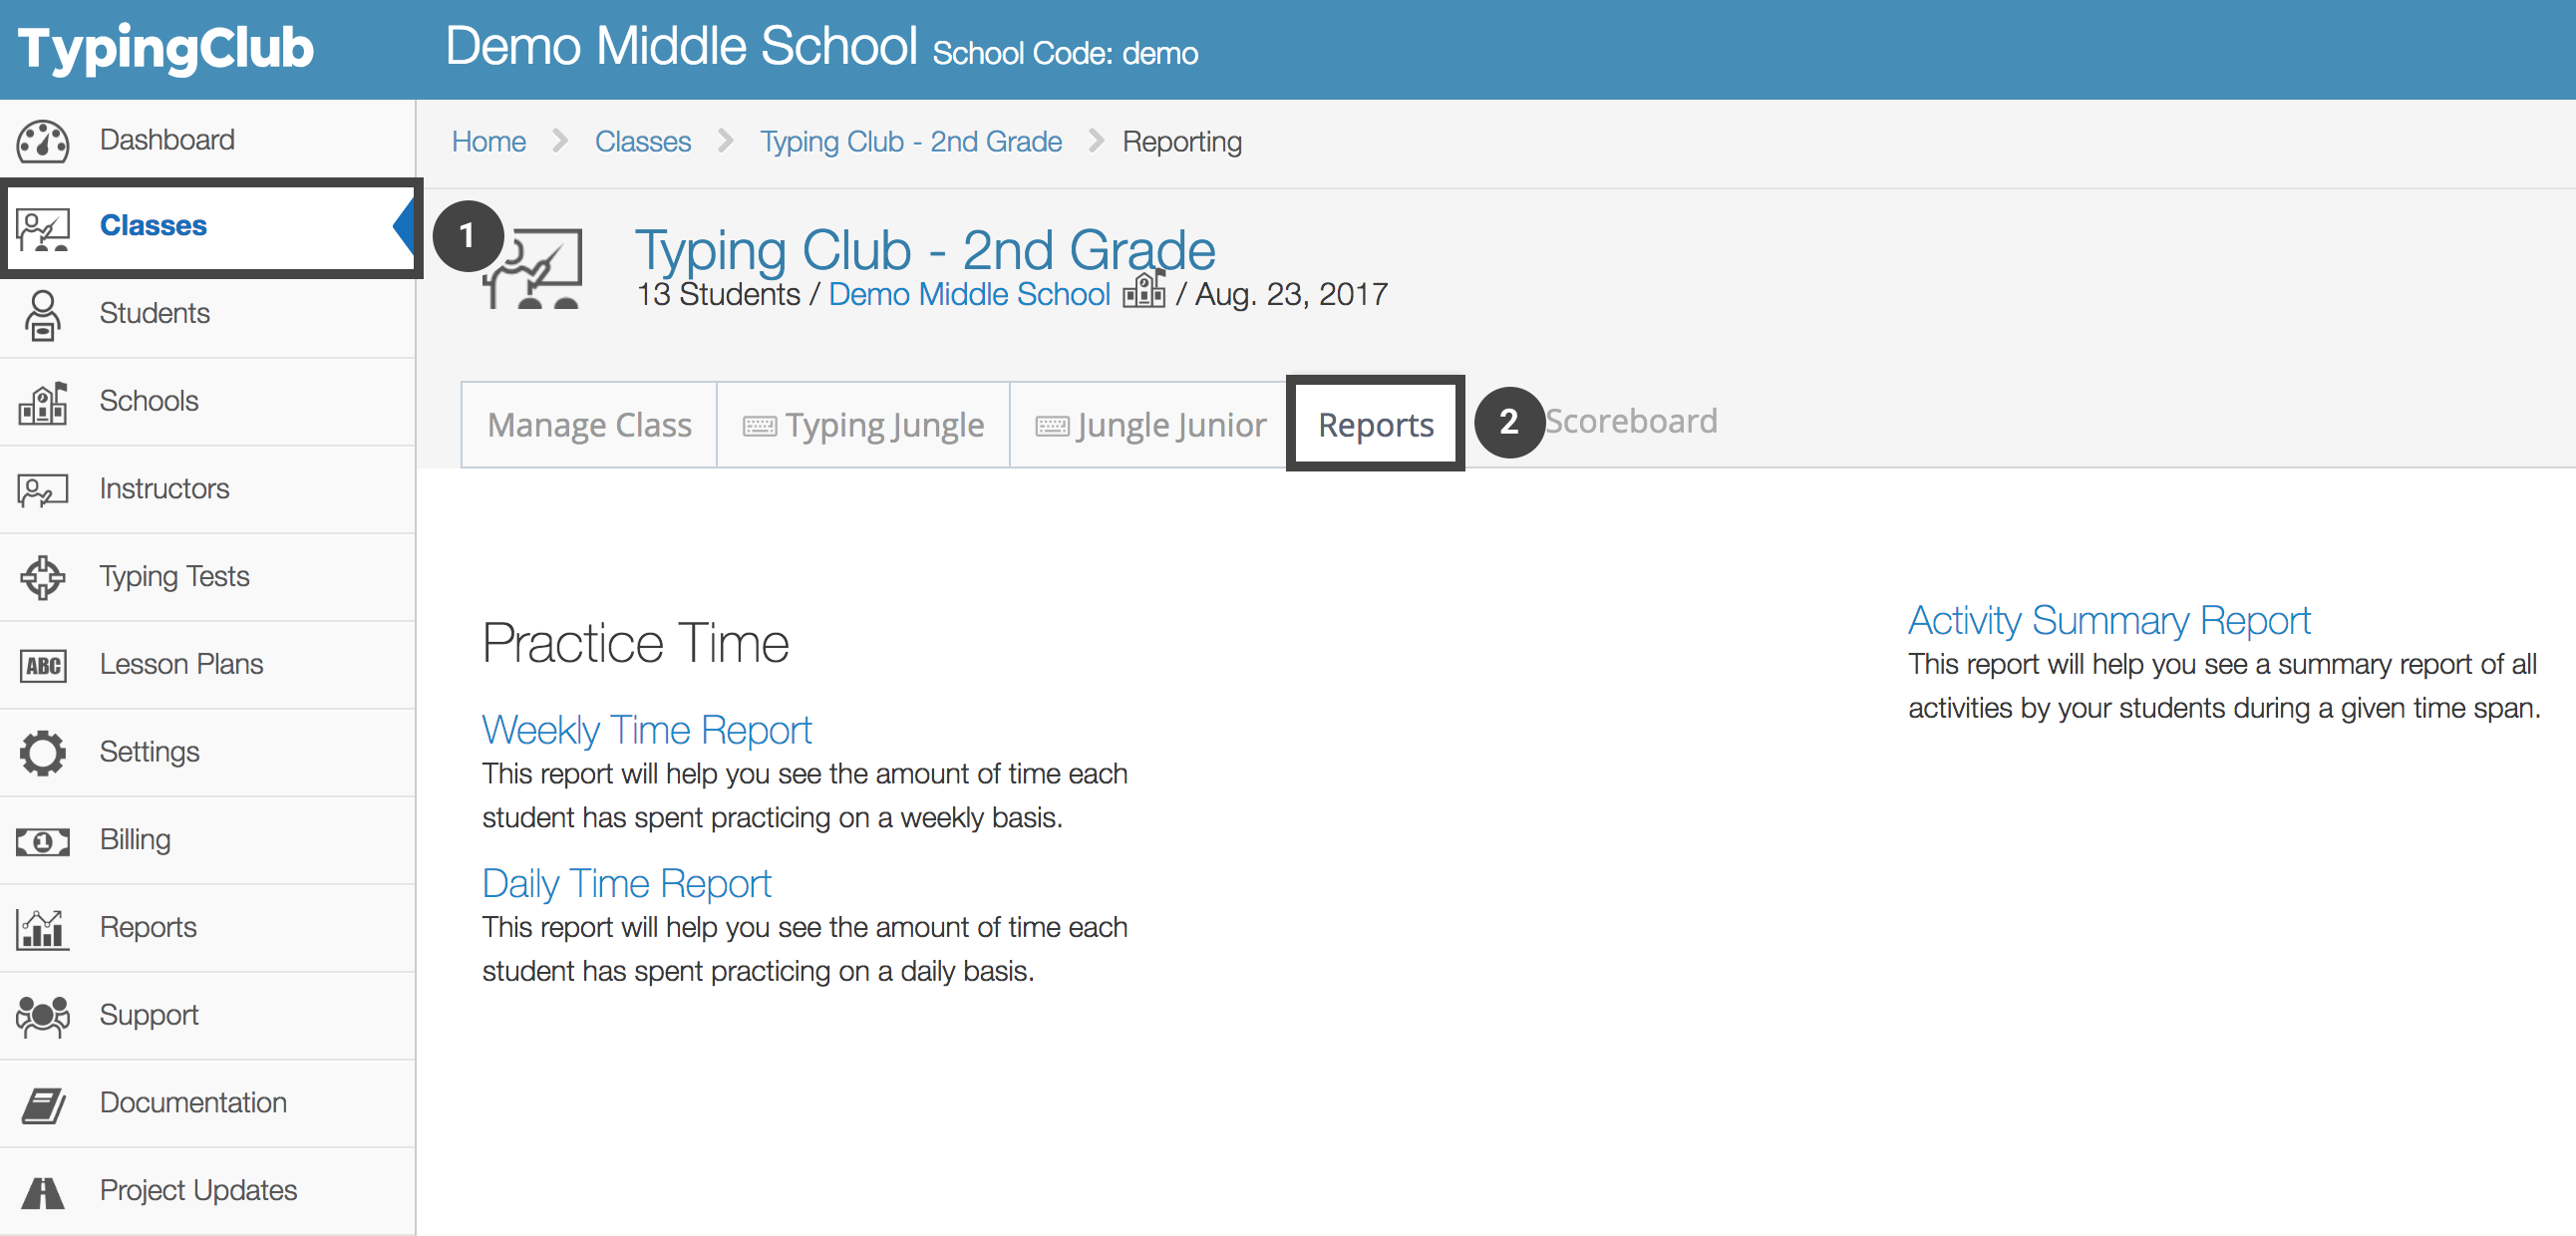 TypingClub
Demo Middle School School Code: demo
Dashboard
Classes
Students
Schools
Instructors
Typing Tests
ABC Lesson Plans
Settings
1 Billing
Reports
Support
Documentation
Project Updates
Home Classes Typing Club - 2nd Grade Reporting
1
Typing Club - 2nd Grade
13 Students / Demo Middle School / Aug. 23, 2017
Manage Class Typing Jungle Jungle Junior Reports 2 Scoreboard
Practice Time
Weekly Time Report
This report will help you see the amount of time each
student has spent practicing on a weekly basis.
Daily Time Report
This report will help you see the amount of time each
student has spent practicing on a daily basis.
Activity Summary Report
This report will help you see a summary report of all
activities by your students during a given time span.